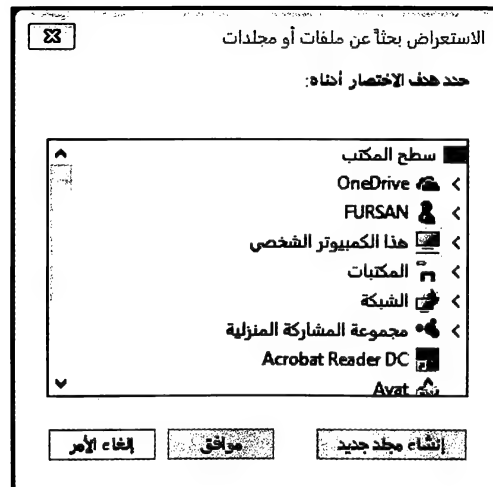 الاستعراض بحثاً عن ملفات أو مجلدات
حدد هدف الاختصار أدناه:
سطح المكتب
OneDrive
FURSAN
هذا الكمبيوتر الشخصي
المكتبات
الشبكة
مجموعة المشاركة المنزلية
Acrobat Reader DC
Avat
إنشاء مجلد جديد
موافق
إلغاء الأمر